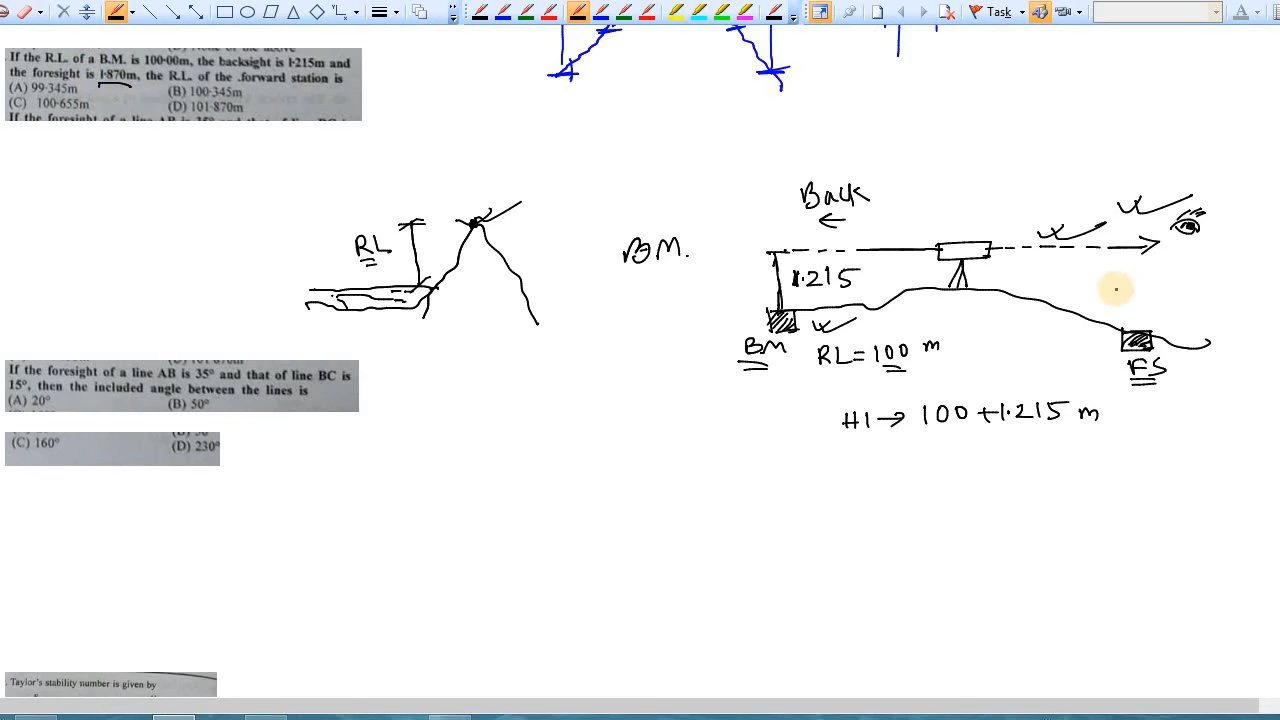 Task
A
If the R.L. of a B.M. is 100·00m, the backsight is 1·215m and
the foresight is 1·870m, the R.L. of the .forward station is
(A) 99·345m (B) 100·345m
(C) 100·655m (D) 101·870m
Back
RL
BM.
1.215
BM
RL = 100 m
FS
HI → 100 + 1.215 m
If the foresight of a line AB is 35° and that of line BC is
15°, then the included angle between the lines is
(A) 20° (B) 50°
(C) 160° (D) 230°
. Taylor's stability number is given by